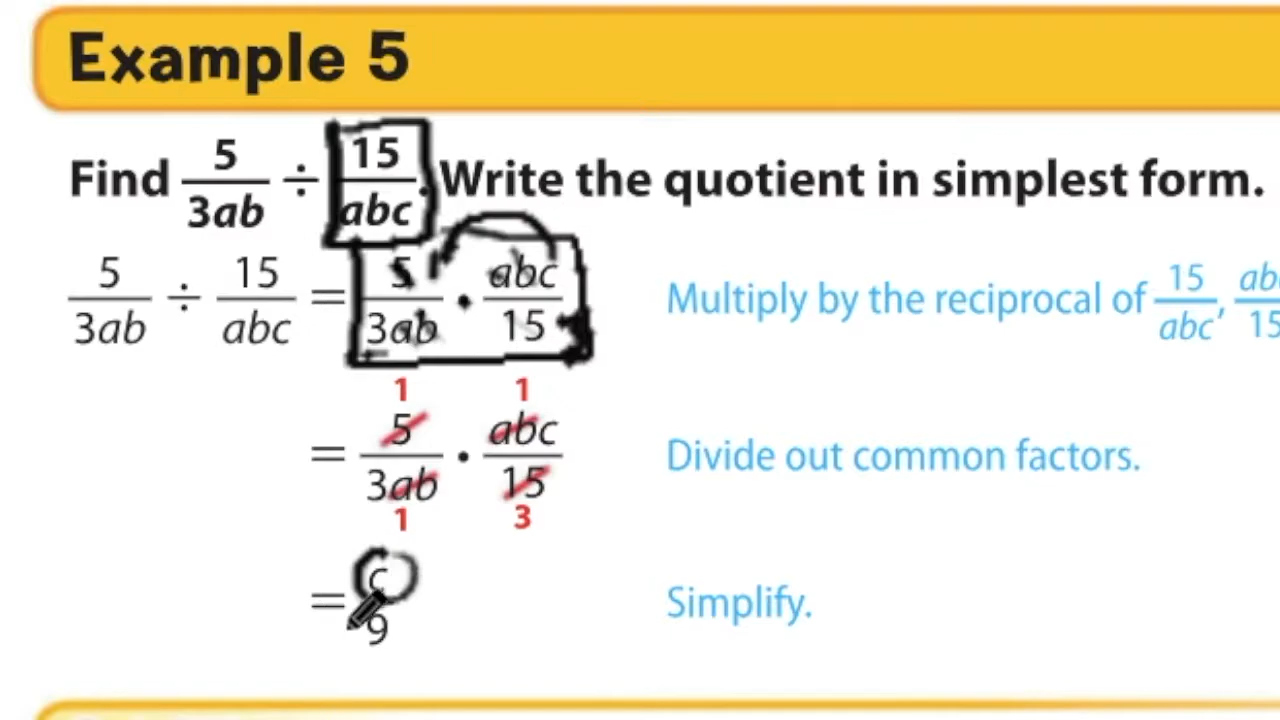 Example 5
Find 5/3ab ÷ 15/abc. Write the quotient in simplest form.
5/3ab ÷ 15/abc = 5/3ab · abc/15 Multiply by the reciprocal of 15/abc,
1 1
= 5/3ab · abc/15 Divide out common factors.
1 3
= c/9 Simplify.